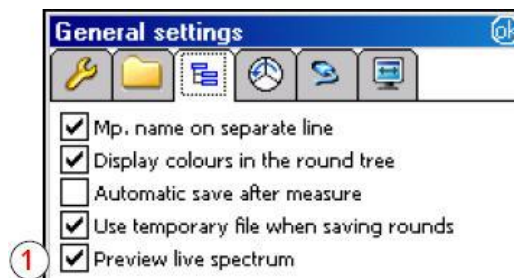 General settings ok
Mp. name on separate line
Display colours in the round tree
Automatic save after measure
Use temporary file when saving rounds
1 Preview live spectrum